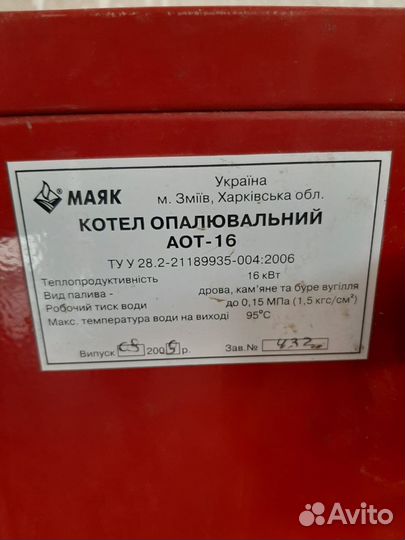 Україна
МАЯК
м. Зміїв, Харківська обл.
КОТЕЛ ОПАЛЮВАЛЬНИЙ
АОТ-16
ТУ У 28.2-21189935-004:2006
Теплопродуктивність 16 кВт
Вид палива - дрова, кам'яне та буре вугілля
Робочий тиск води до 0,15 МПа (1,5 кгс/см²)
Макс. температура води на виході 95°С
Випуск 200 р. Зав.№ 432
Avito